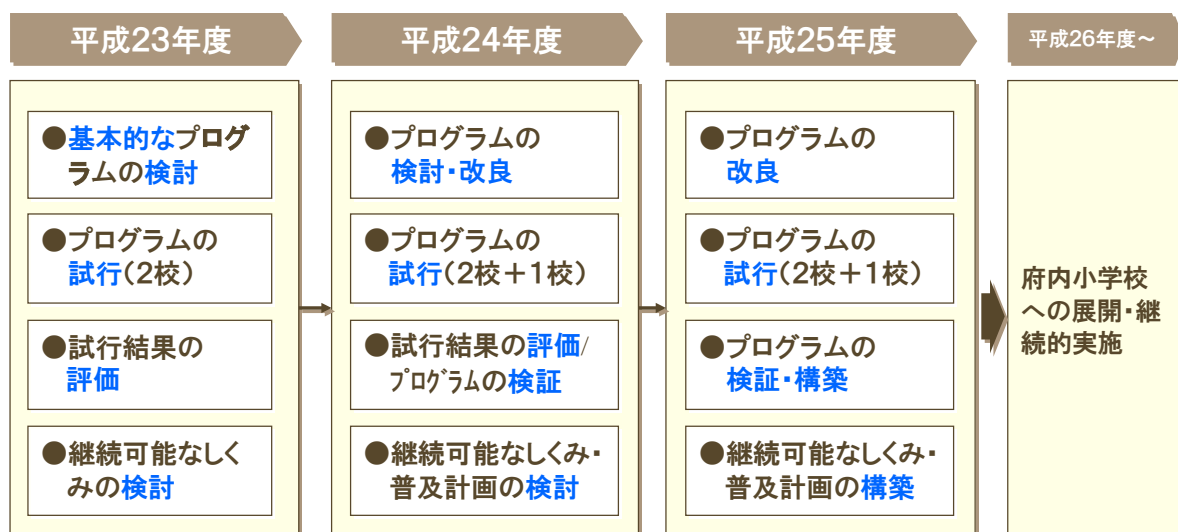 平成23年度
●基本的なプログ
ラムの検討
●プログラムの
試行(2校)
●試行結果の
評価
●継続可能なしく
みの検討
平成24年度
●プログラムの
検討・改良
●プログラムの
試行(2校＋1校)
●試行結果の評価/
ﾌﾟﾛｸﾞﾗﾑの検証
●継続可能なしくみ・
普及計画の検討
平成25年度
●プログラムの
改良
●プログラムの
試行(2校＋1校)
●プログラムの
検証・構築
●継続可能なしくみ・
普及計画の構築
平成26年度～
府内小学校
への展開・継
続的実施